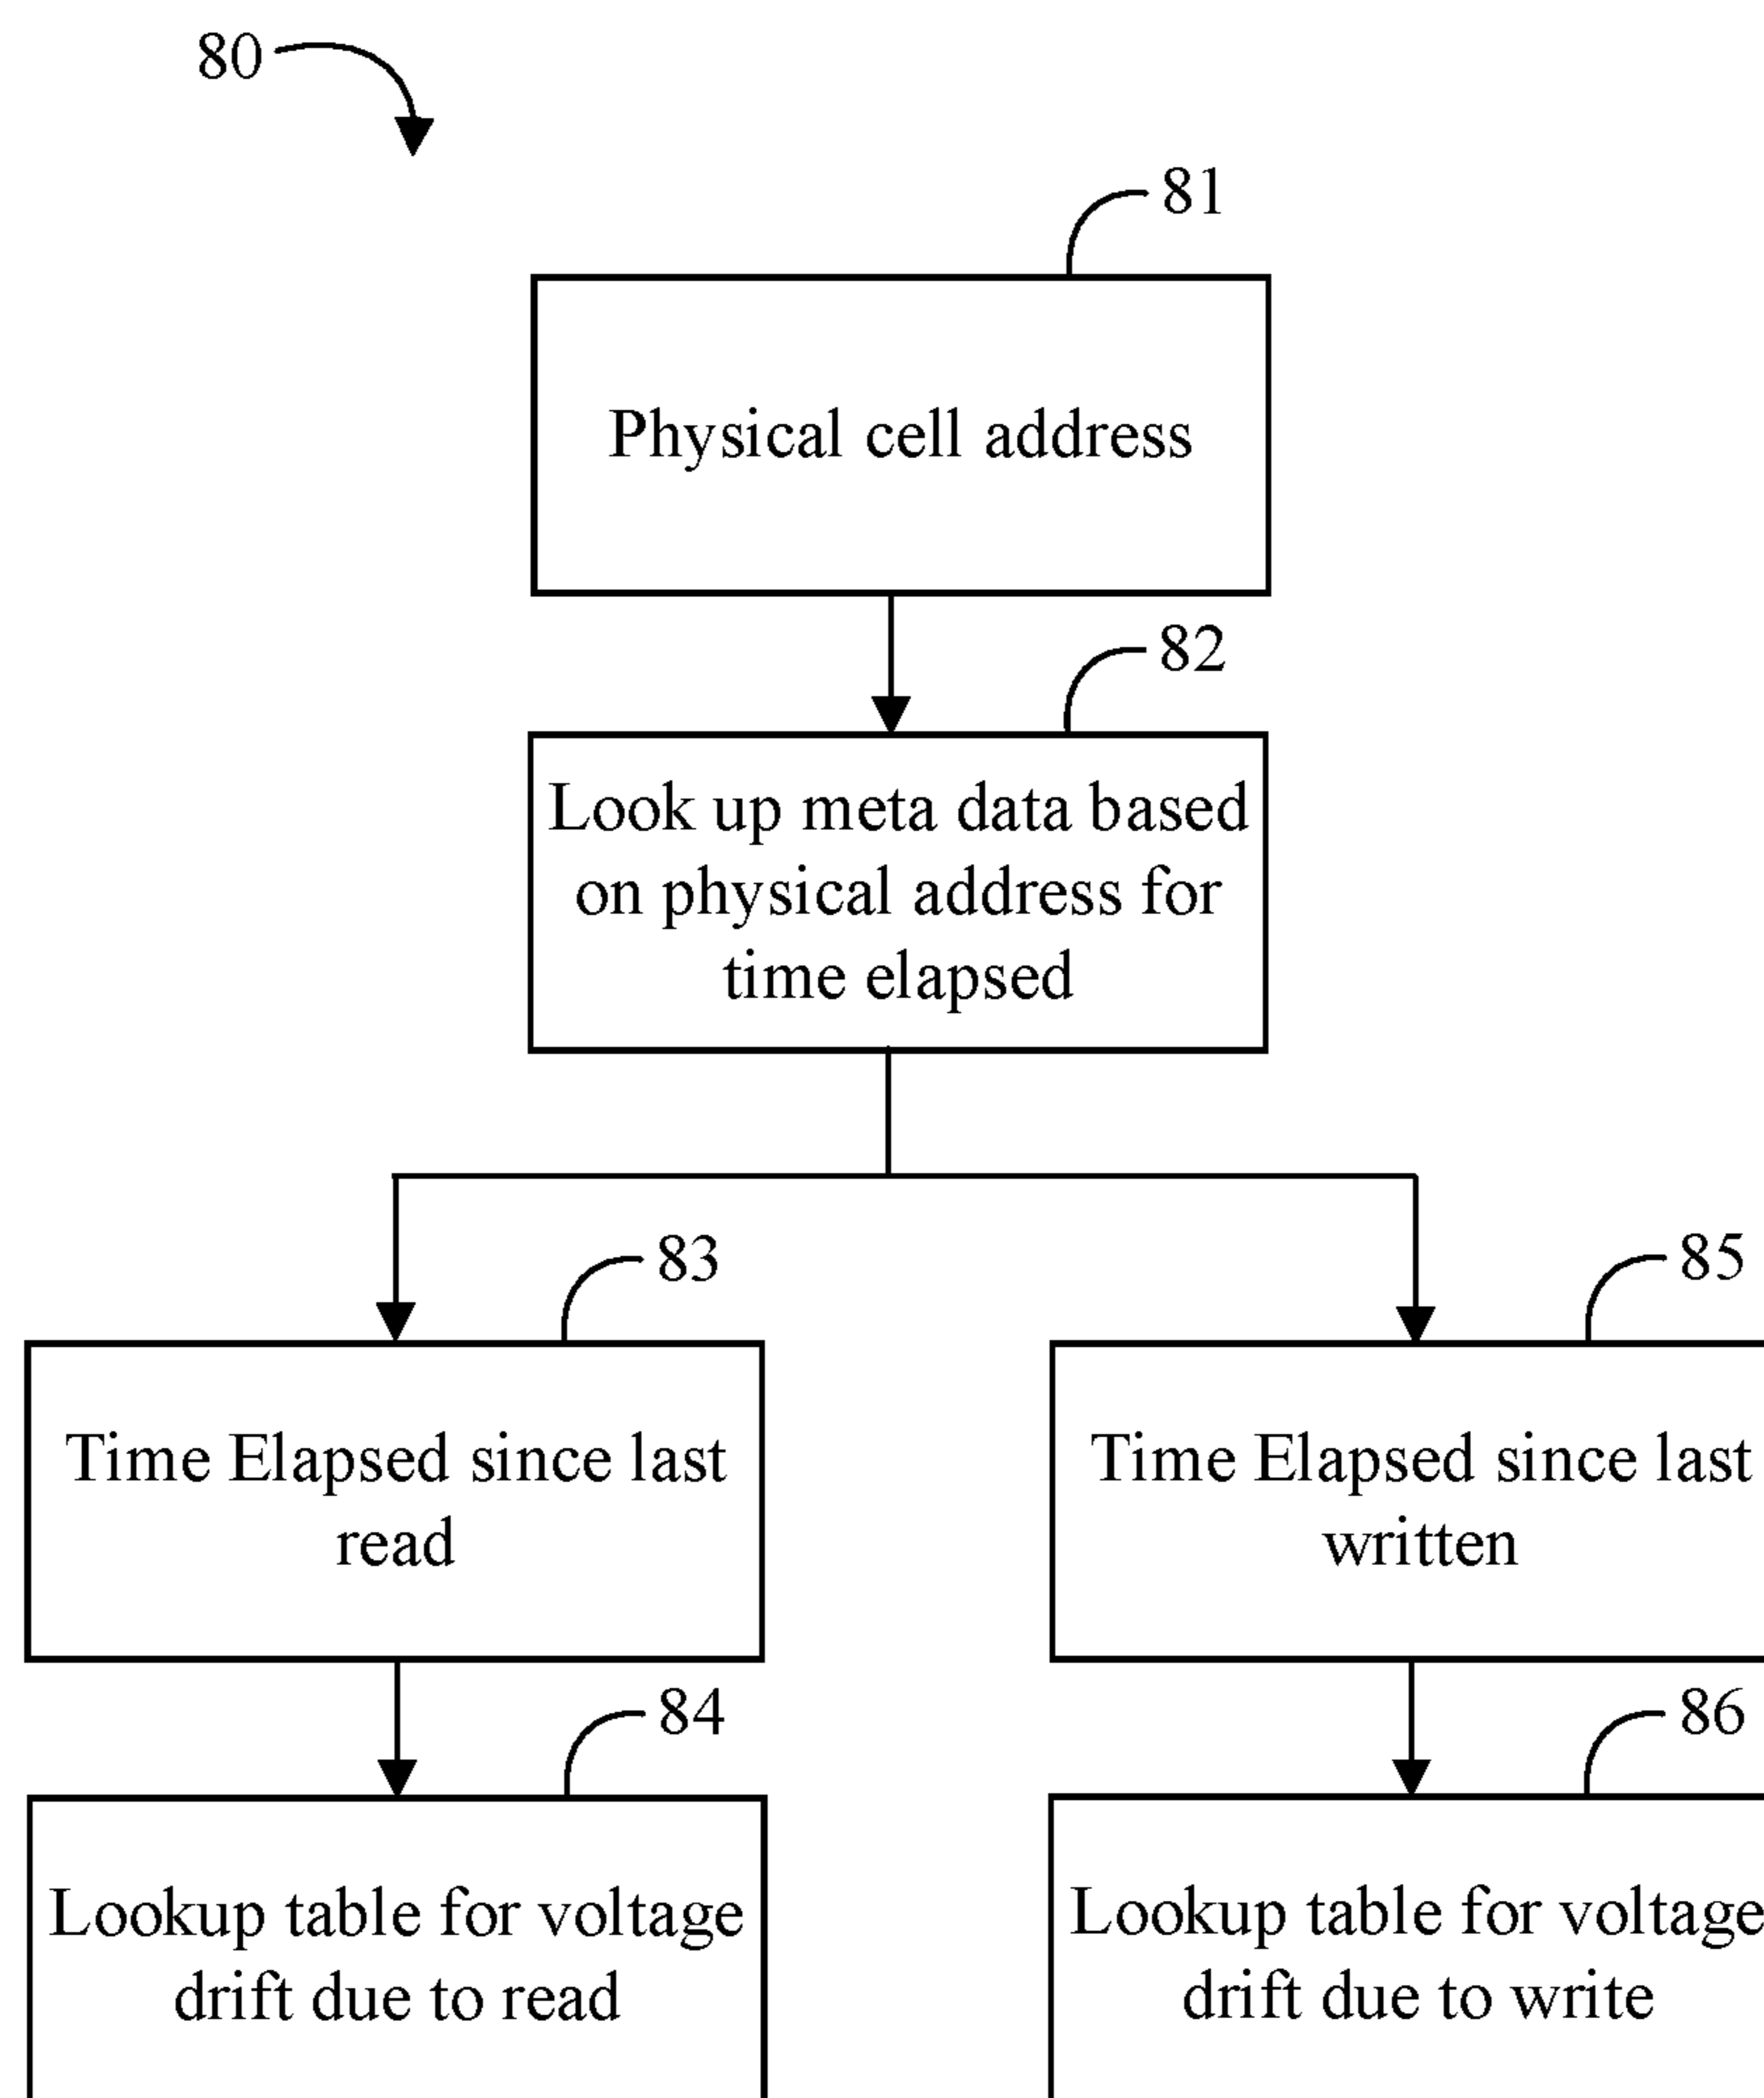 80
81
Physical cell address
82
Look up meta data based
on physical address for
time elapsed
83
Time Elapsed since last
read
85
Time Elapsed since last
written
84
Lookup table for voltage
drift due to read
86
Lookup table for voltage
drift due to write